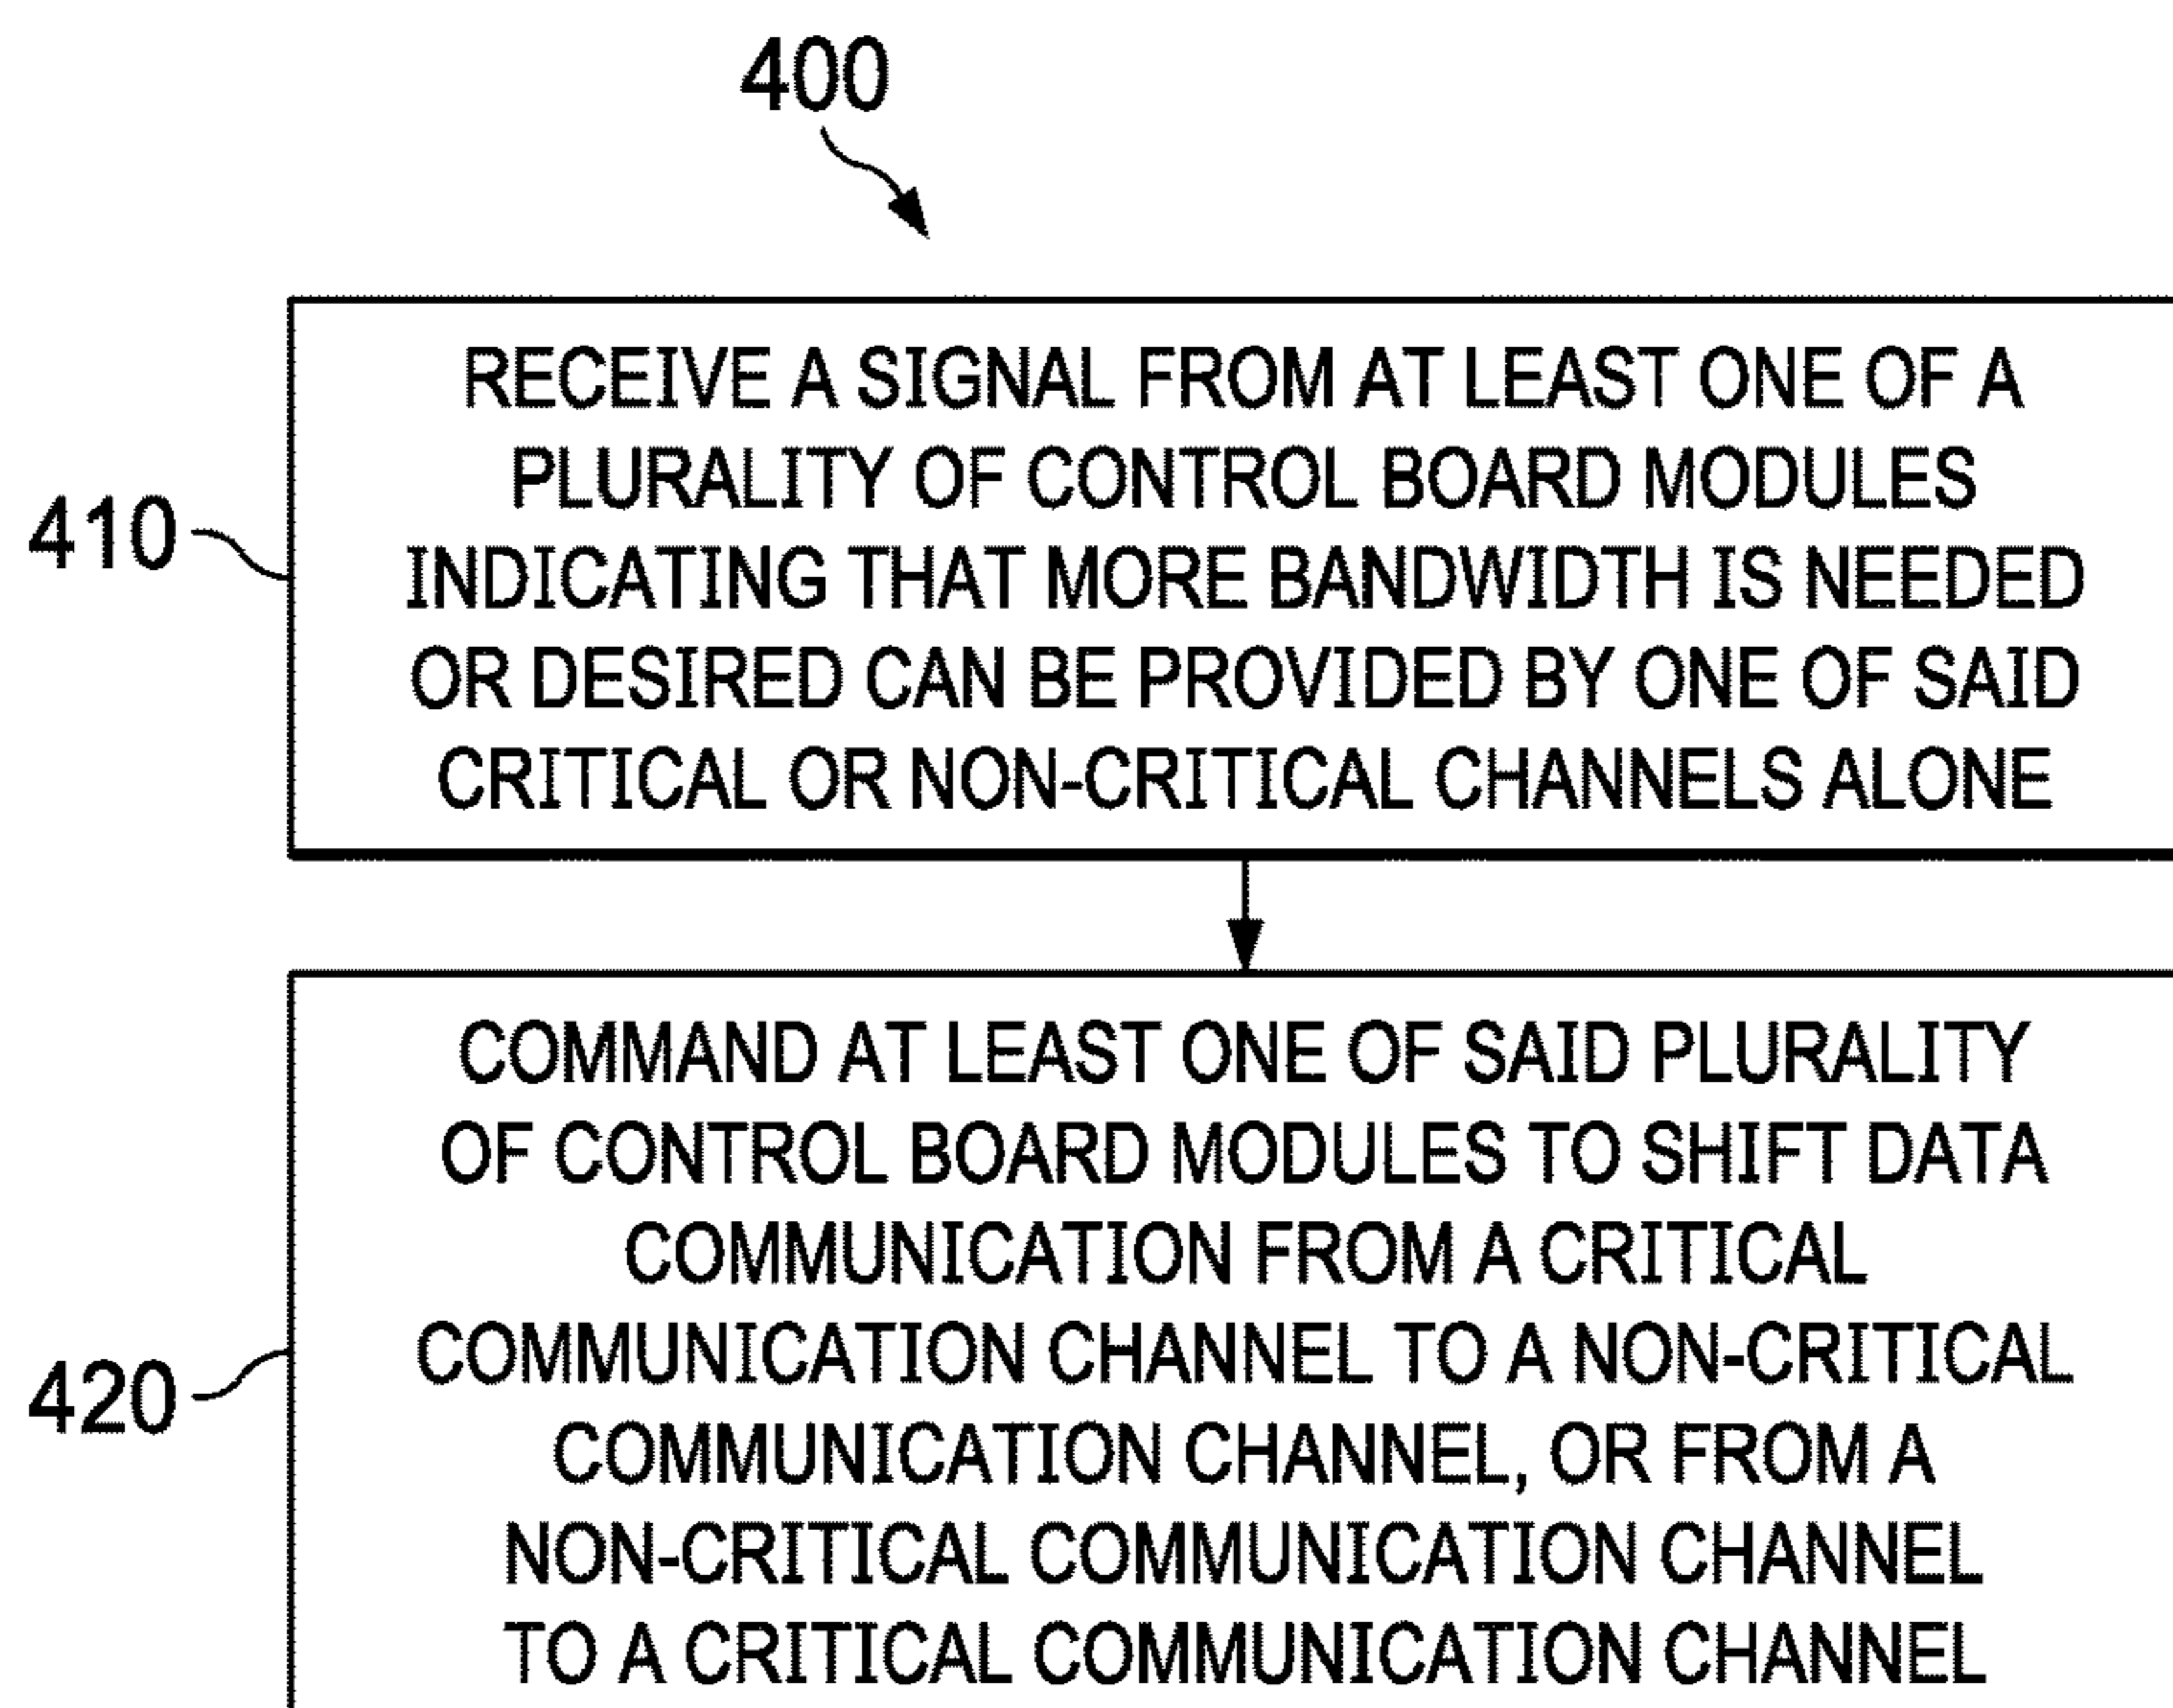 400
410
RECEIVE A SIGNAL FROM AT LEAST ONE OF A
PLURALITY OF CONTROL BOARD MODULES
INDICATING THAT MORE BANDWIDTH IS NEEDED
OR DESIRED CAN BE PROVIDED BY ONE OF SAID
CRITICAL OR NON-CRITICAL CHANNELS ALONE
420
COMMAND AT LEAST ONE OF SAID PLURALITY
OF CONTROL BOARD MODULES TO SHIFT DATA
COMMUNICATION FROM A CRITICAL
COMMUNICATION CHANNEL TO A NON-CRITICAL
COMMUNICATION CHANNEL, OR FROM A
NON-CRITICAL COMMUNICATION CHANNEL
TO A CRITICAL COMMUNICATION CHANNEL